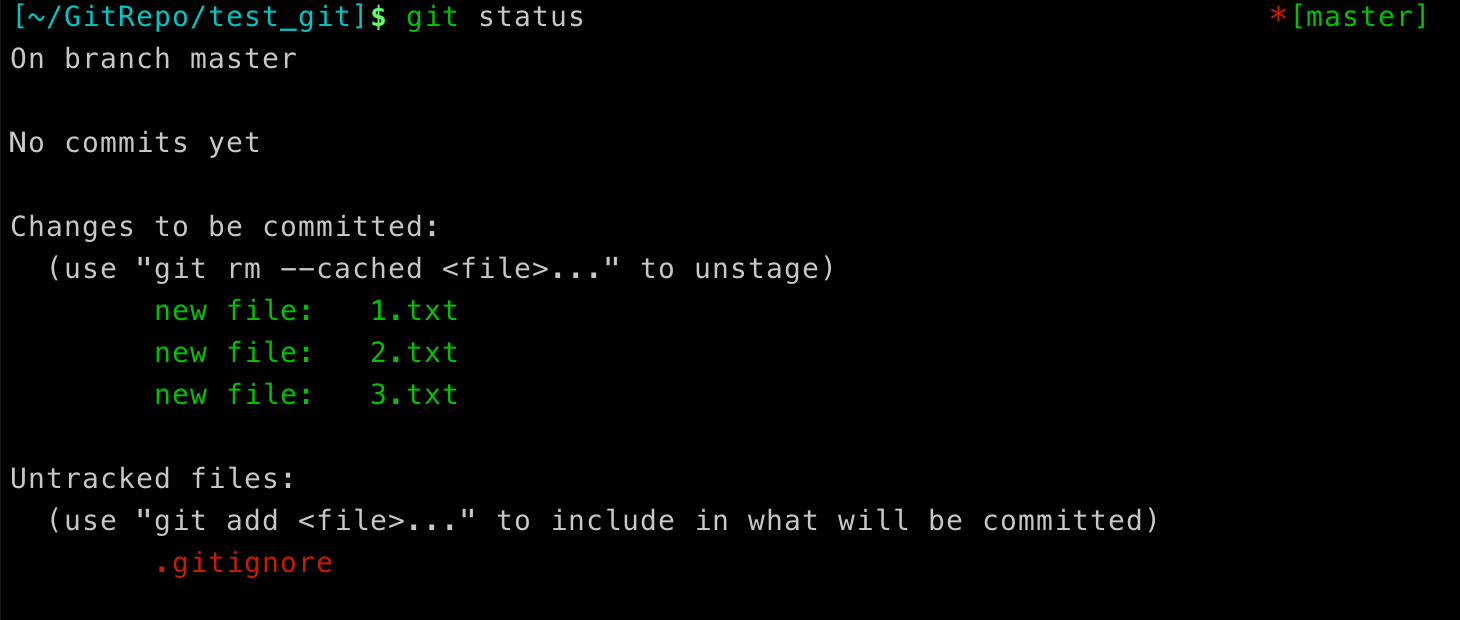 [~/GitRepo/test_git]$ git status *[master]
On branch master
No commits yet
Changes to be committed:
(use "git rm --cached <file>..." to unstage)
new file: 1.txt
new file: 2.txt
new file: 3.txt
Untracked files:
(use "git add <file>..." to include in what will be committed)
.gitignore